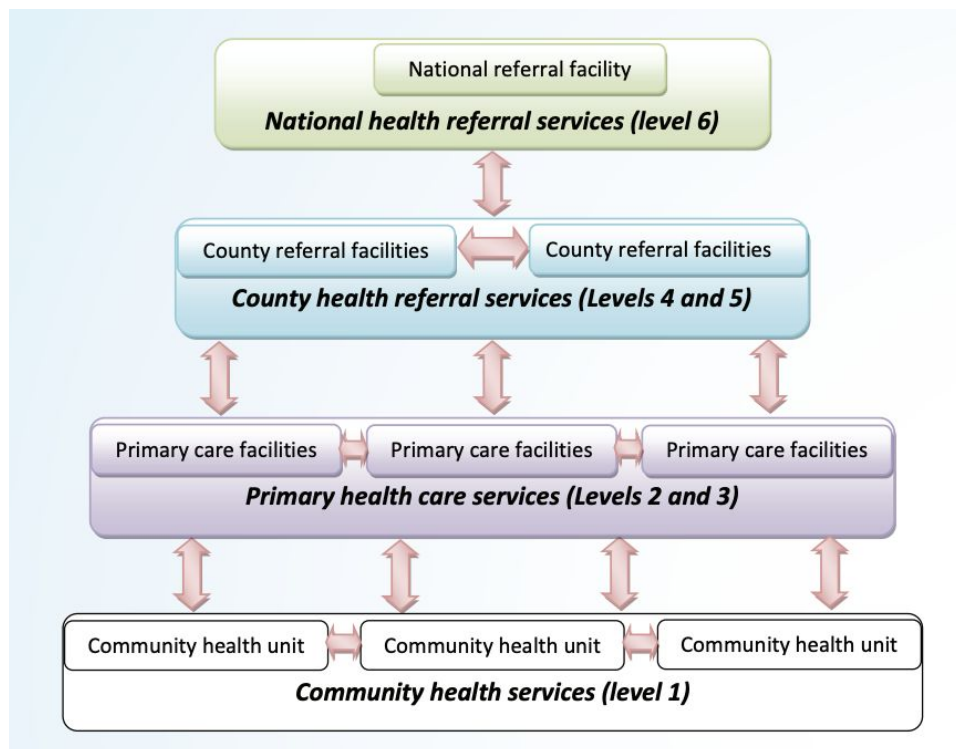 National referral facility
National health referral services (level 6)
County referral facilities
County referral facilities
County health referral services (Levels 4 and 5)
Primary care facilities
Primary care facilities
Primary care facilities
Primary health care services (Levels 2 and 3)
Community health unit
Community health unit
Community health unit
Community health services (level 1)